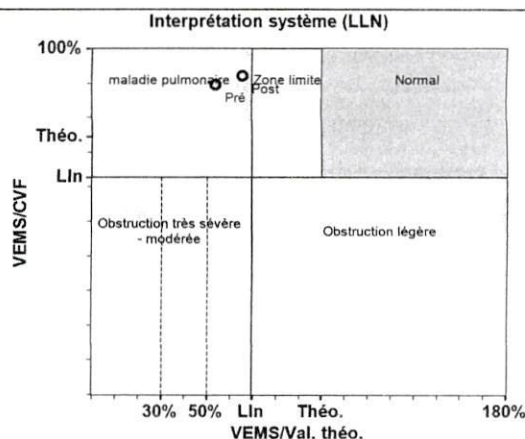 Interprétation système (LLN)
100%
maladie pulmonaire
Zone limite
Normal
Pré
Post
Théo.
LIn
VEMS/CVF
Obstruction très sévère
- modérée
Obstruction légère
30%
50%
LIn
Théo.
180%
VEMS/Val. théo.